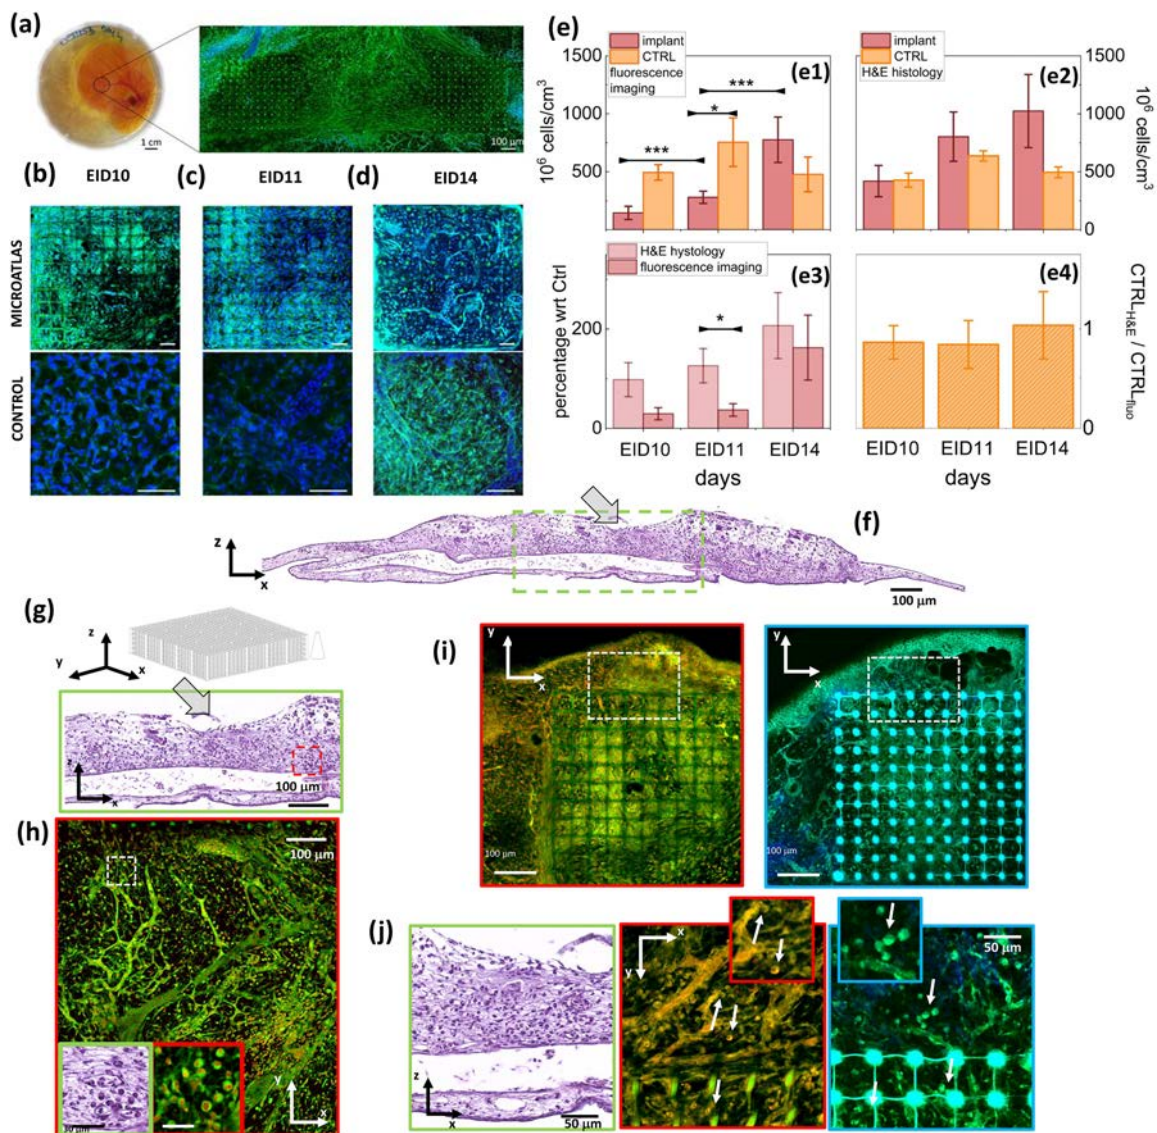 (a)
1 cm
100 µm
(b) EID10 (c) EID11 (d) EID14
MICROATLAS
CONTROL
(e)
1500
1000
500
10⁶ cells/cm³
implant
CTRL
fluorescence
imaging
(e1)
***
*
***
implant
CTRL
H&E histology
(e2)
1500
1000
500
0
10⁶ cells/cm³
H&E hystology
fluorescence imaging
(e3)
*
200
0
percentage wrt Ctrl
EID10 EID11 EID14
days
(e4)
1
0
CTRL_H&E / CTRL_fluo
EID10 EID11 EID14
days
z
x
(f)
100 µm
(g)
z
y x
z
x
100 µm
(h)
100 µm
y
x
(i)
y
x
100 µm
y
x
100 µm
(j)
z
x
50 µm
x
y
50 µm